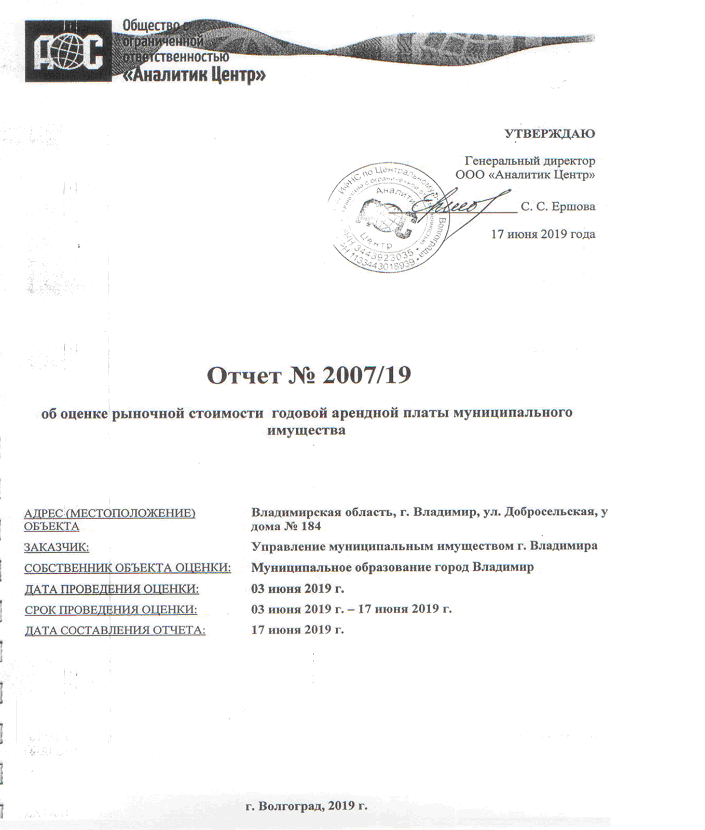 АЦС
Общество с
ограниченной
ответственностью
«Аналитик Центр»
УТВЕРЖДАЮ
Генеральный директор
ООО «Аналитик Центр»
С. С. Ершова
17 июня 2019 года
Аналитик
Центр
Отчет № 2007/19
об оценке рыночной стоимости годовой арендной платы муниципального
имущества
АДРЕС (МЕСТОПОЛОЖЕНИЕ) Владимирская область, г. Владимир, ул. Добросельская, у
ОБЪЕКТА дома № 184
ЗАКАЗЧИК: Управление муниципальным имуществом г. Владимира
СОБСТВЕННИК ОБЪЕКТА ОЦЕНКИ: Муниципальное образование город Владимир
ДАТА ПРОВЕДЕНИЯ ОЦЕНКИ: 03 июня 2019 г.
СРОК ПРОВЕДЕНИЯ ОЦЕНКИ: 03 июня 2019 г. – 17 июня 2019 г.
ДАТА СОСТАВЛЕНИЯ ОТЧЕТА: 17 июня 2019 г.
г. Волгоград, 2019 г.